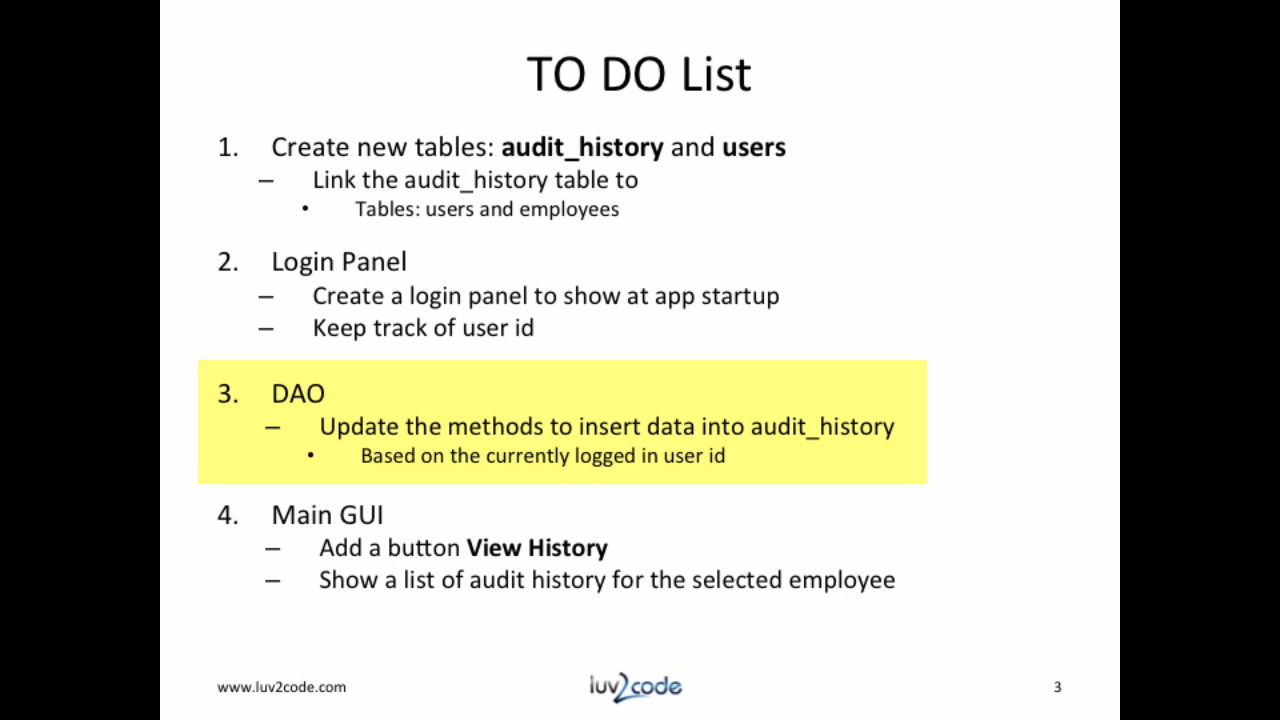 TO DO List
1. Create new tables: audit_history and users
– Link the audit_history table to
• Tables: users and employees
2. Login Panel
– Create a login panel to show at app startup
– Keep track of user id
3. DAO
– Update the methods to insert data into audit_history
• Based on the currently logged in user id
4. Main GUI
– Add a button View History
– Show a list of audit history for the selected employee
www.luv2code.com luv2code 3